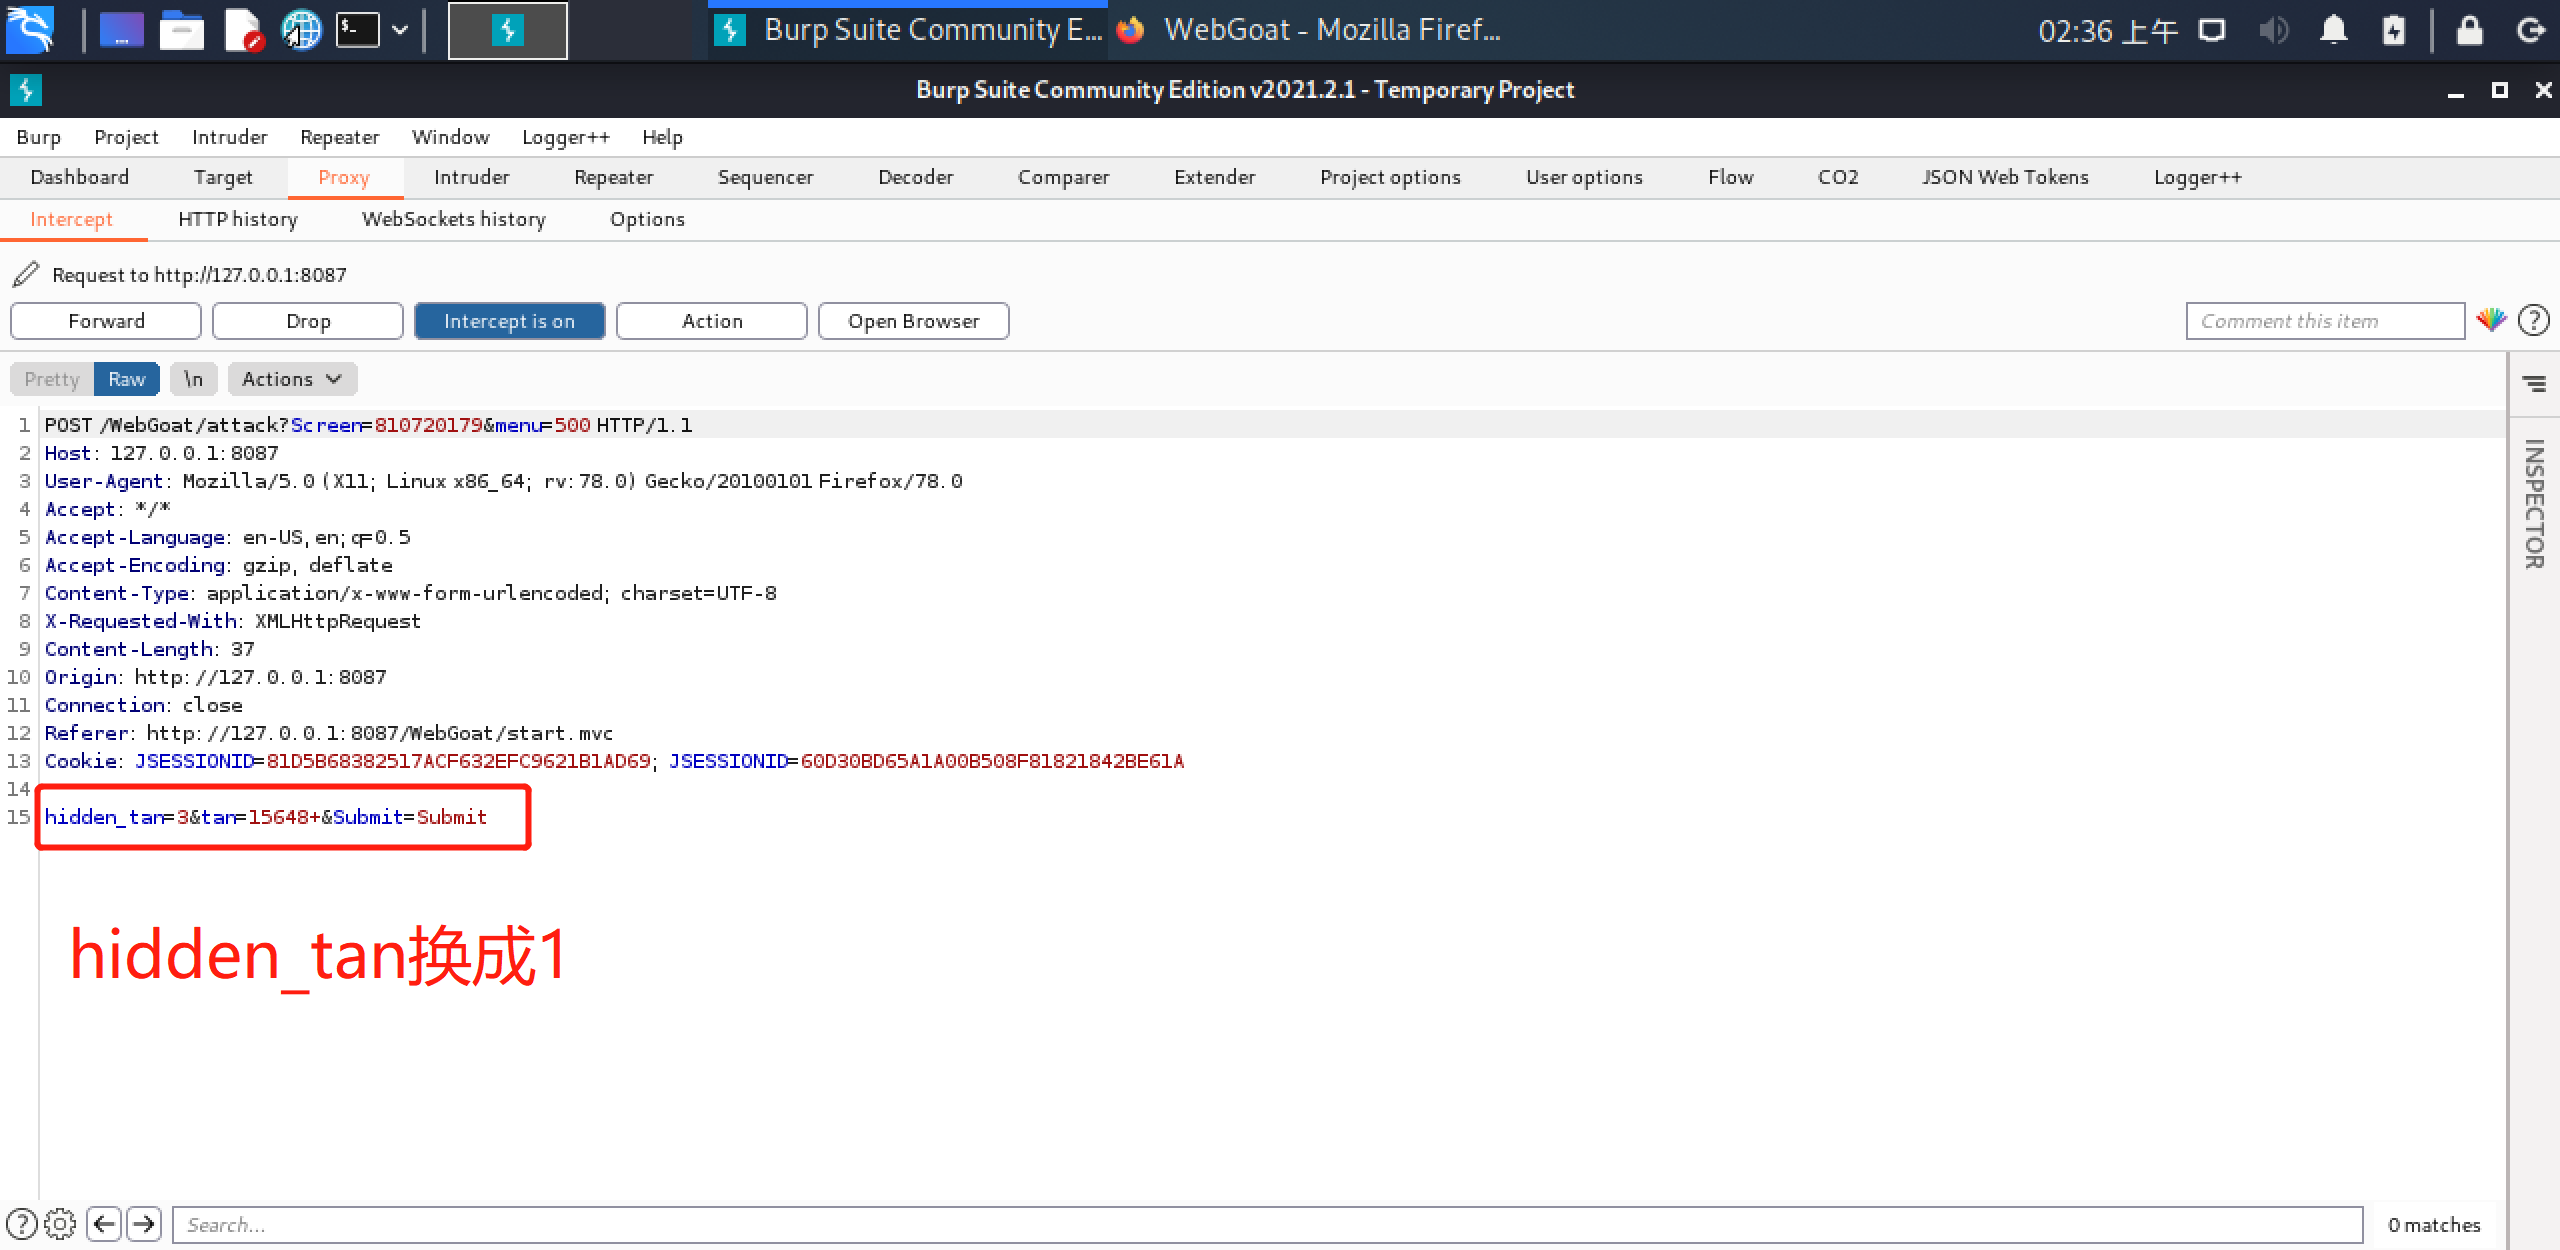 Burp Suite Community E...
WebGoat - Mozilla Firef...
02:36 上午
Burp Suite Community Edition v2021.2.1 - Temporary Project
Burp Project Intruder Repeater Window Logger++ Help
Dashboard Target Proxy Intruder Repeater Sequencer Decoder Comparer Extender Project options User options Flow CO2 JSON Web Tokens Logger++
Intercept HTTP history WebSockets history Options
Request to http://127.0.0.1:8087
Forward Drop Intercept is on Action Open Browser Comment this item
Pretty Raw \n Actions
1 POST /WebGoat/attack?Screen=810720179&menu=500 HTTP/1.1
2 Host: 127.0.0.1:8087
3 User-Agent: Mozilla/5.0 (X11; Linux x86_64; rv:78.0) Gecko/20100101 Firefox/78.0
4 Accept: */*
5 Accept-Language: en-US,en;q=0.5
6 Accept-Encoding: gzip, deflate
7 Content-Type: application/x-www-form-urlencoded; charset=UTF-8
8 X-Requested-With: XMLHttpRequest
9 Content-Length: 37
10 Origin: http://127.0.0.1:8087
11 Connection: close
12 Referer: http://127.0.0.1:8087/WebGoat/start.mvc
13 Cookie: JSESSIONID=81D5B68382517ACF632EFC9621B1AD69; JSESSIONID=60D30BD65A1A00B508F81821842BE61A
14
15 hidden_tan=3&tan=15648+&Submit=Submit
hidden_tan换成1
INSPECTOR
Search...
0 matches